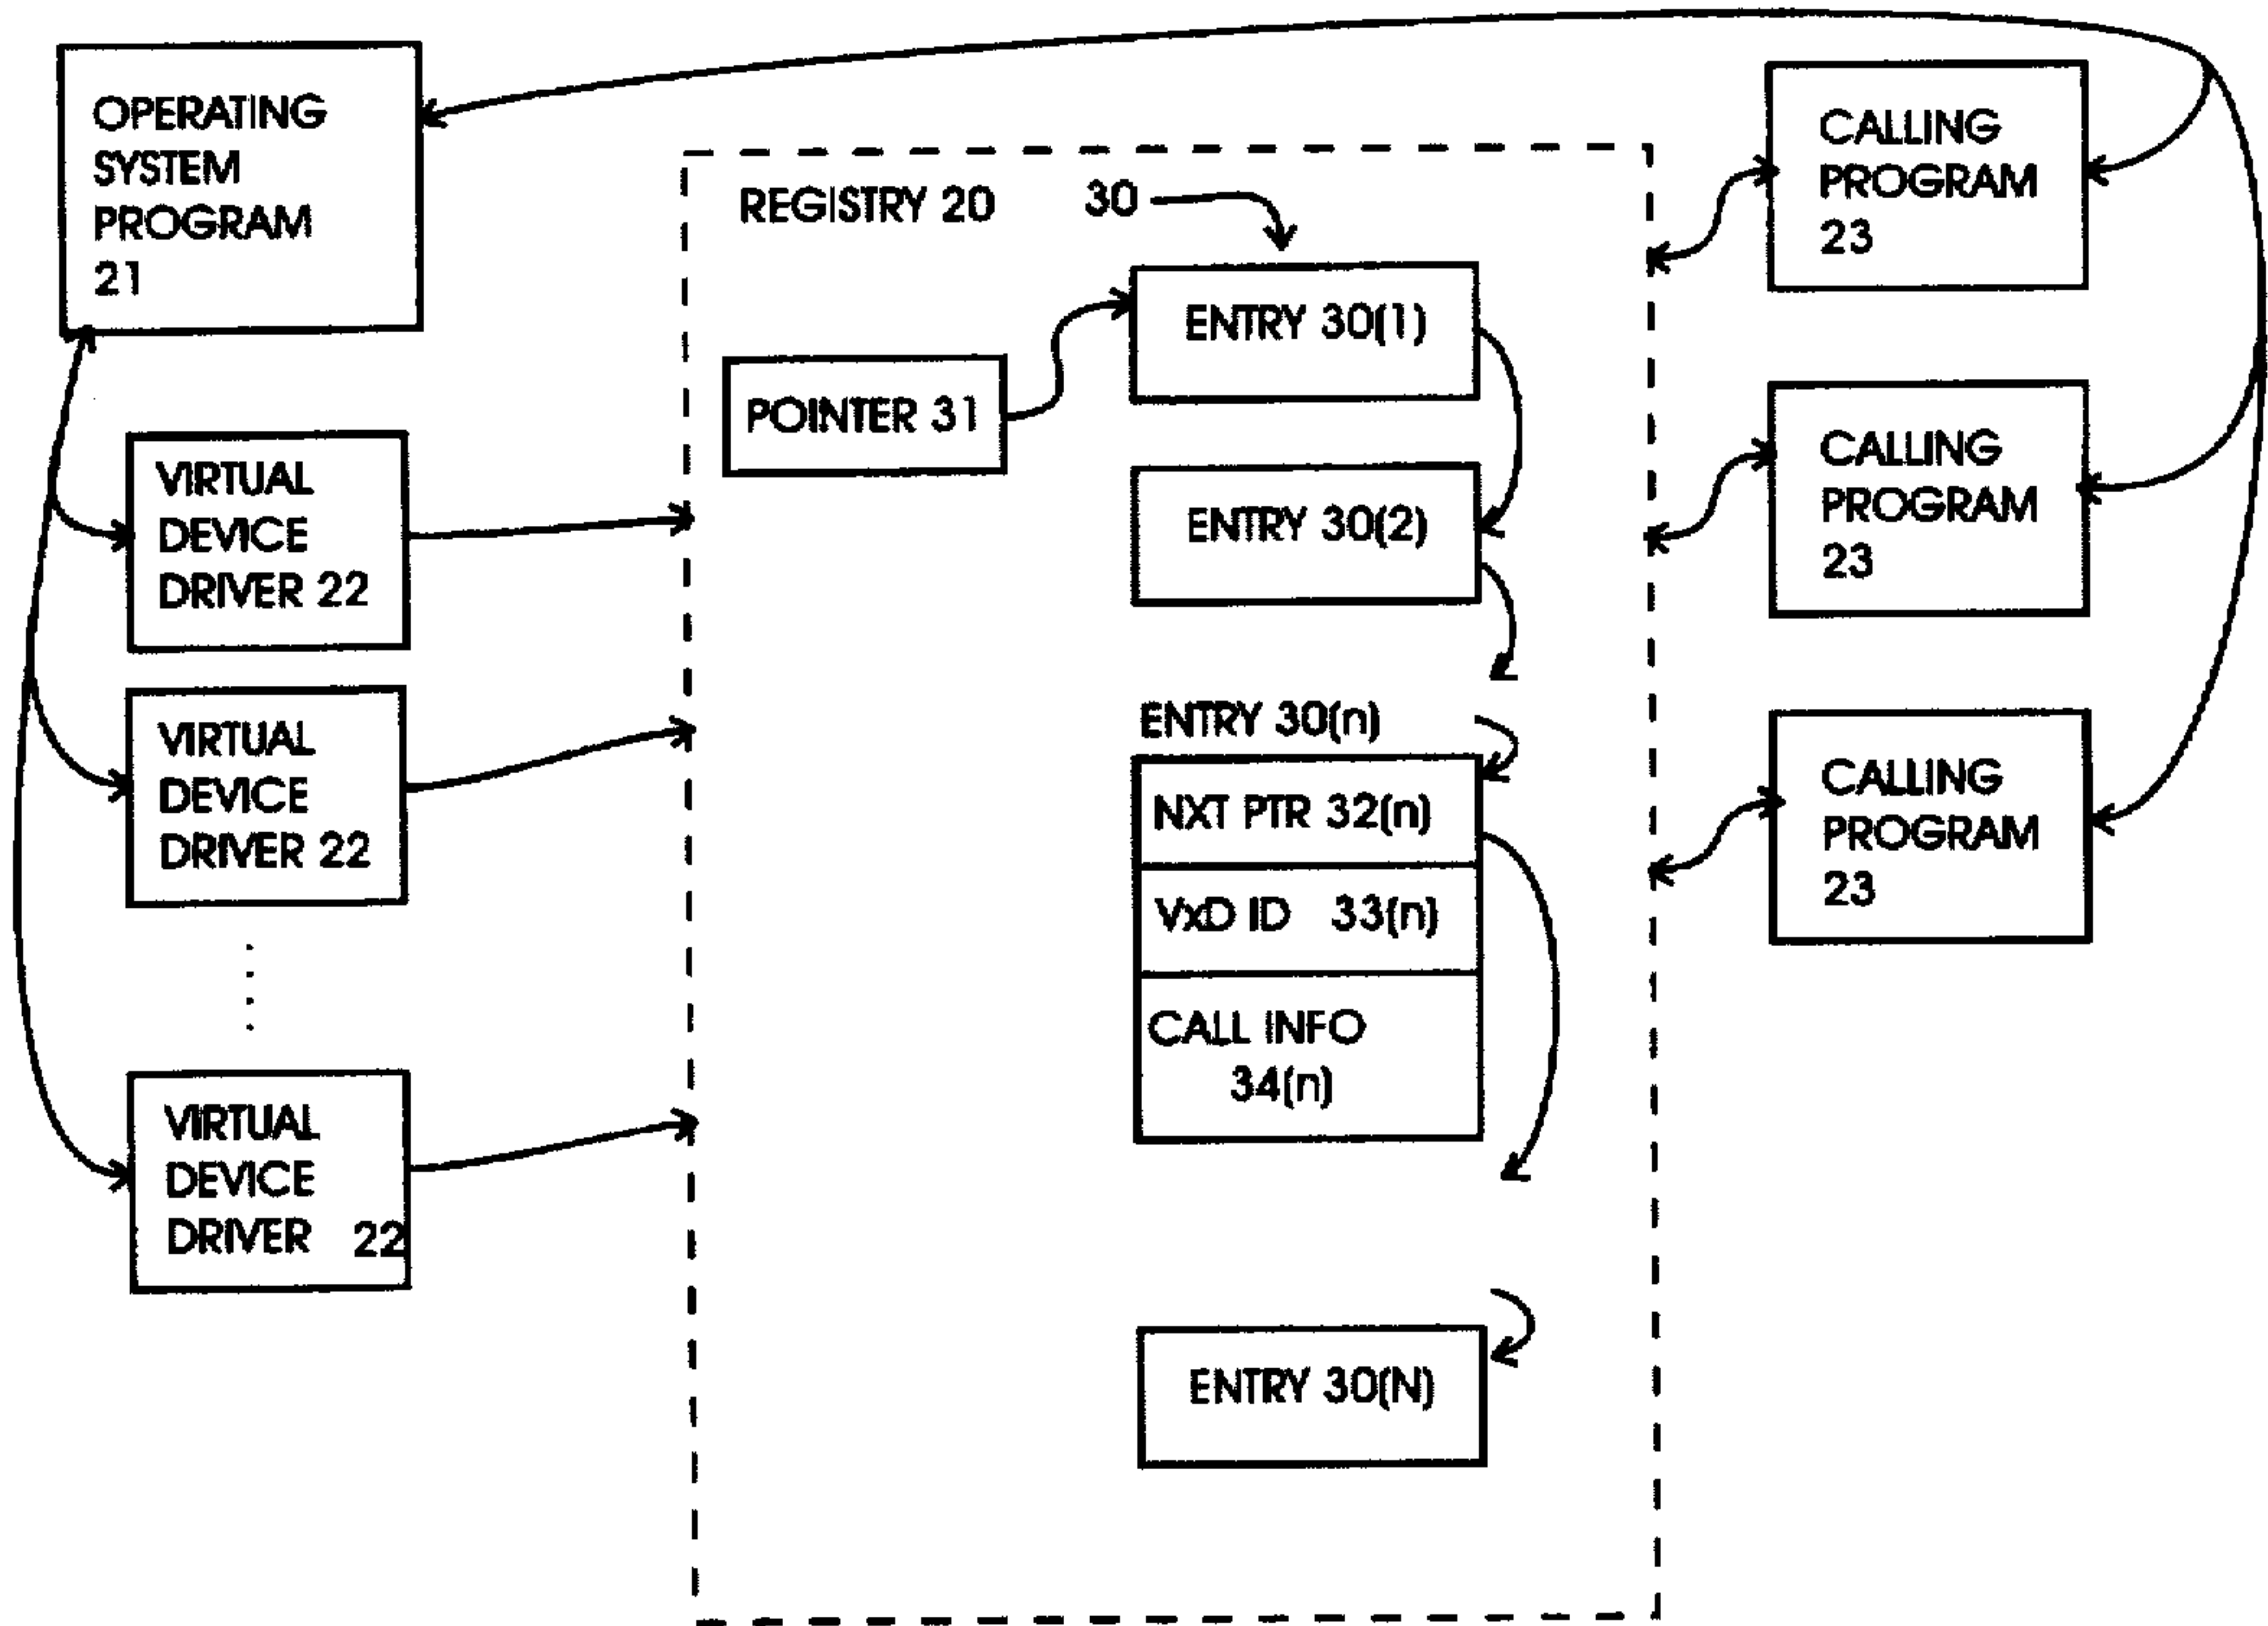 OPERATING
SYSTEM
PROGRAM
21
VIRTUAL
DEVICE
DRIVER 22
VIRTUAL
DEVICE
DRIVER 22
VIRTUAL
DEVICE
DRIVER 22
REGISTRY 20
30
POINTER 31
ENTRY 30(1)
ENTRY 30(2)
ENTRY 30(n)
NXT PTR 32(n)
VxD ID 33(n)
CALL INFO
34(n)
ENTRY 30(N)
CALLING
PROGRAM
23
CALLING
PROGRAM
23
CALLING
PROGRAM
23